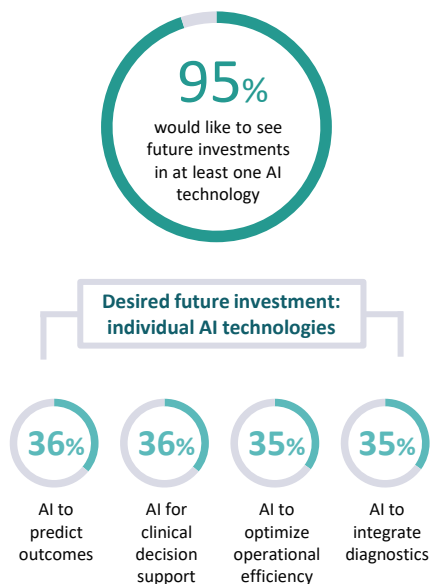 95%
would like to see
future investments
in at least one AI
technology
Desired future investment:
individual AI technologies
36%
AI to
predict
outcomes
36%
AI for
clinical
decision
support
35%
AI to
optimize
operational
efficiency
35%
AI to
integrate
diagnostics